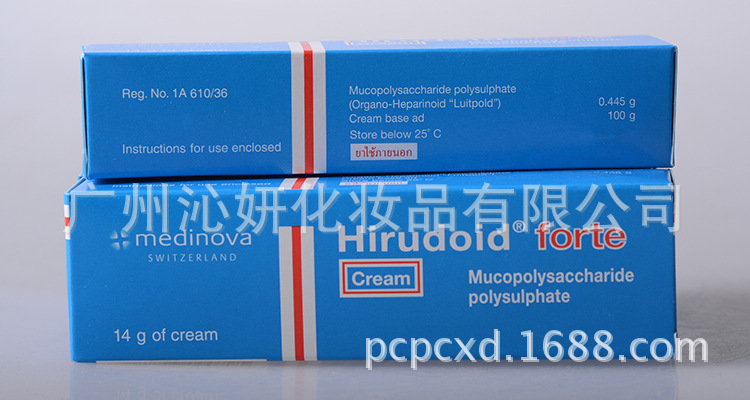 Reg. No. 1A 610/36
Instructions for use enclosed
Mucopolysaccharide polysulphate
(Organo-Heparinoid "Luitpold") 0.445 g
Cream base ad 100 g
Store below 25° C
ยาใช้ภายนอก
广州沁妍化妆品有限公司
medinova
SWITZERLAND
14 g of cream
Hirudoid® forte
Cream
Mucopolysaccharide
polysulphate
pcpcxd.1688.com